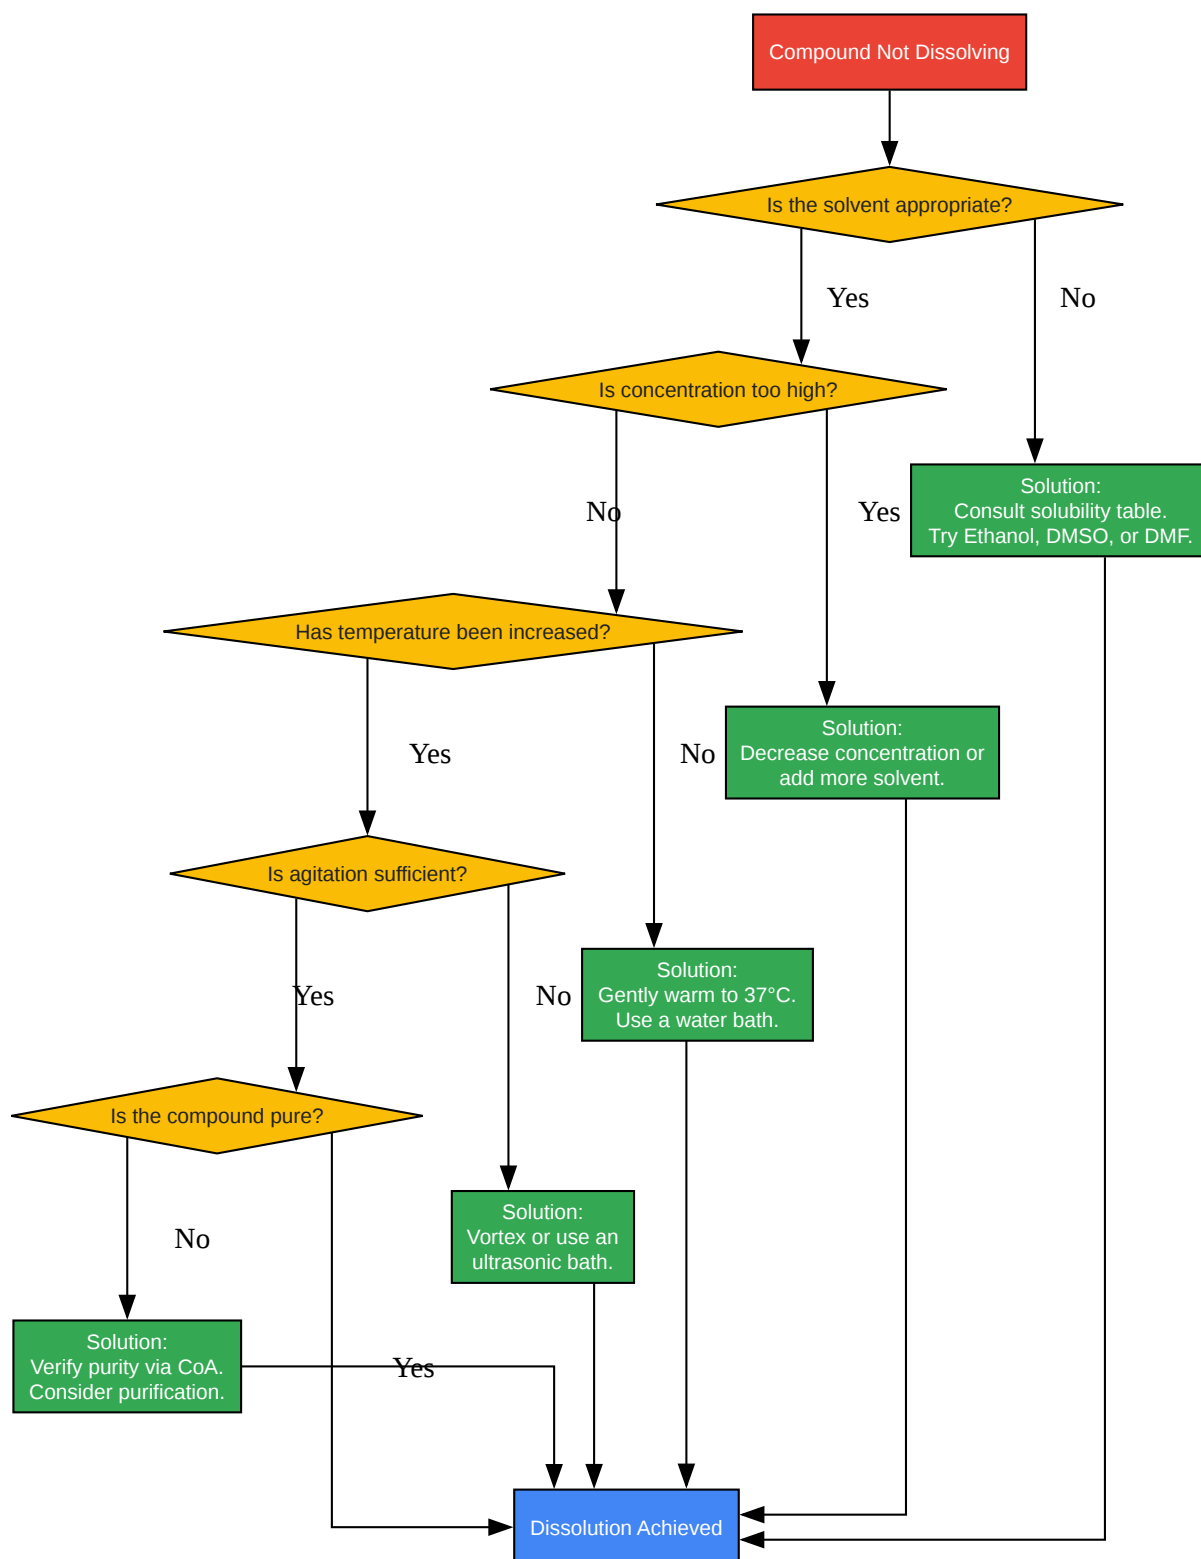 Compound Not Dissolving
Is the solvent appropriate?
Yes
No
Is concentration too high?
Solution:
Consult solubility table.
Try Ethanol, DMSO, or DMF.
No
Yes
Has temperature been increased?
Solution:
Decrease concentration or
add more solvent.
Yes
No
Is agitation sufficient?
Solution:
Gently warm to 37°C.
Use a water bath.
Yes
No
Is the compound pure?
Solution:
Vortex or use an
ultrasonic bath.
No
Solution:
Verify purity via CoA.
Consider purification.
Yes
Dissolution Achieved